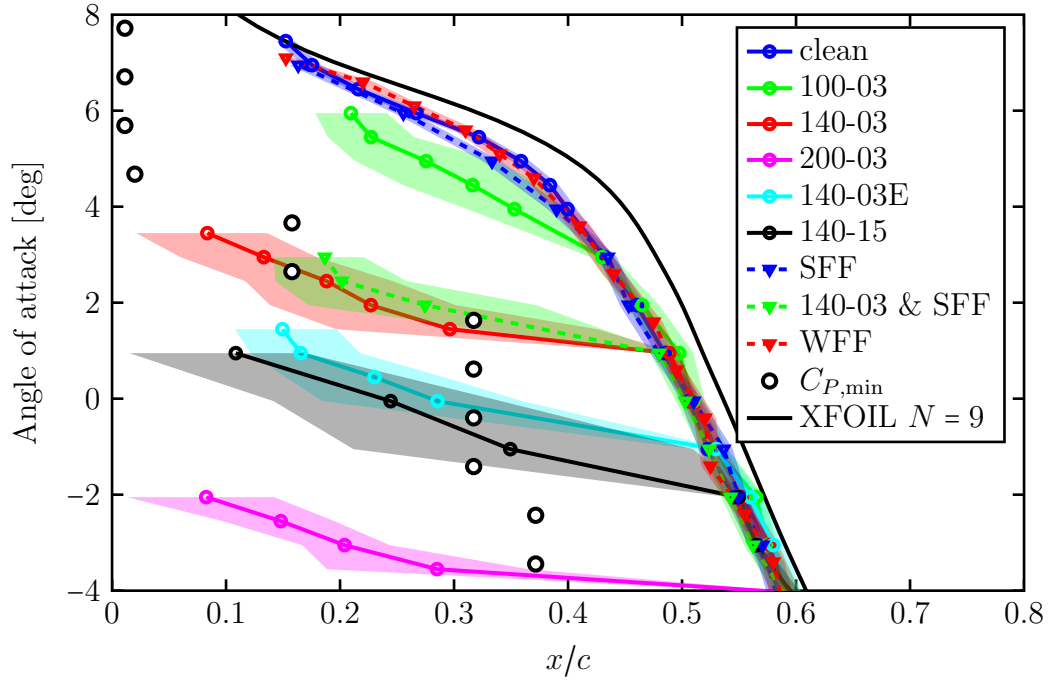 8
6
4
2
0
−2
−4
0
0.1
0.2
0.3
0.4
0.5
0.6
0.7
0.8
Angle of attack [deg]
x/c
clean
100-03
140-03
200-03
140-03E
140-15
SFF
140-03 & SFF
WFF
C_{P,min}
XFOIL N = 9